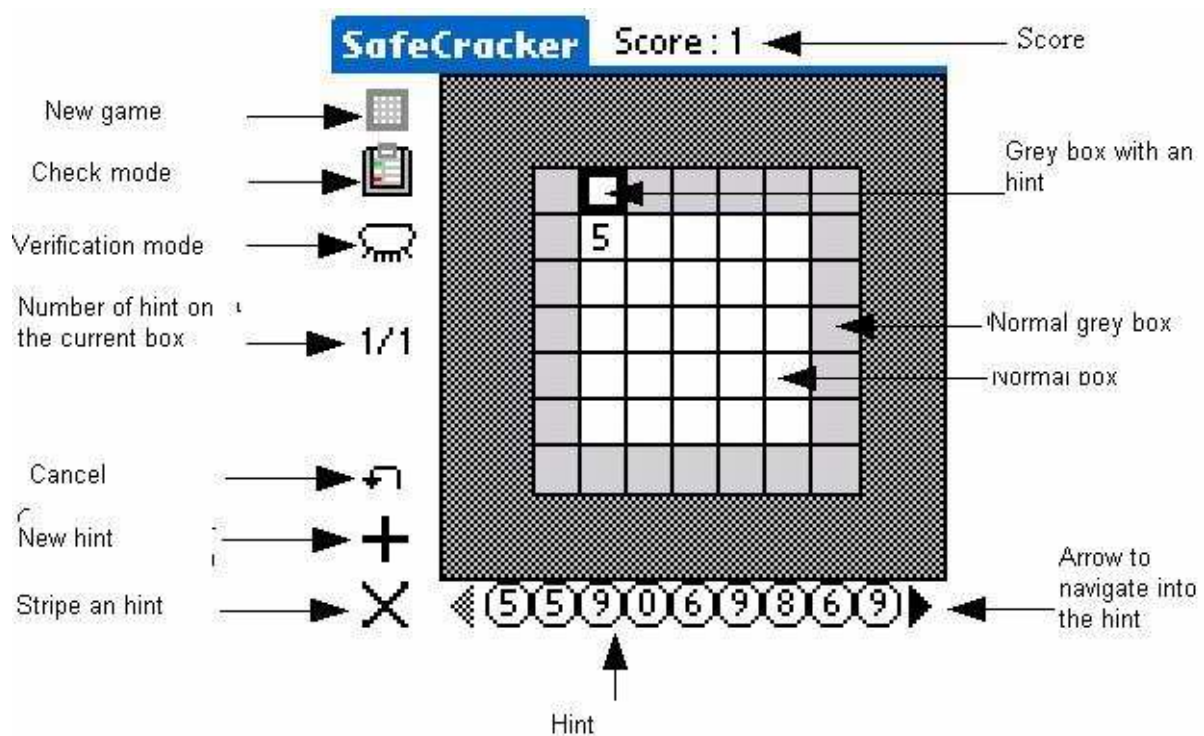 SafeCracker Score : 1
Score
New game
Check mode
Verification mode
Number of hint on
the current box
1/1
Cancel
New hint
Stripe an hint
Grey box with an
hint
5
Normal grey box
Normal box
Arrow to
navigate into
the hint
5 5 9 0 6 9 8 6 9
Hint